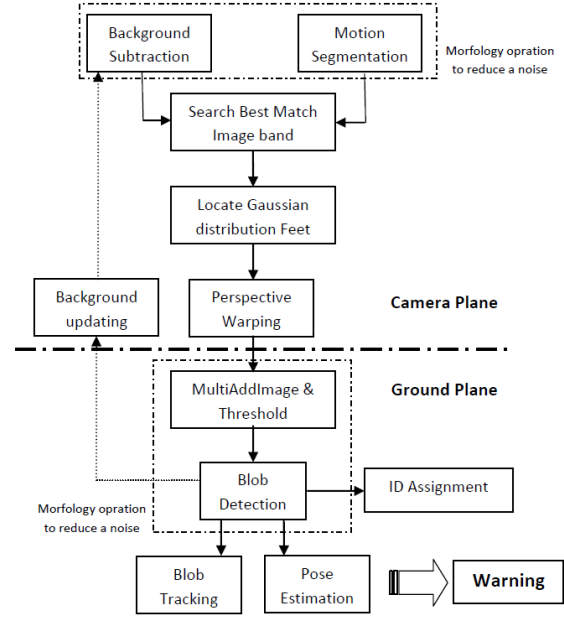 Background
Subtraction
Motion
Segmentation
Morfology opration
to reduce a noise
Search Best Match
Image band
Locate Gaussian
distribution Feet
Background
updating
Perspective
Warping
Camera Plane
MultiAddImage &
Threshold
Ground Plane
Blob
Detection
ID Assignment
Morfology opration
to reduce a noise
Blob
Tracking
Pose
Estimation
Warning